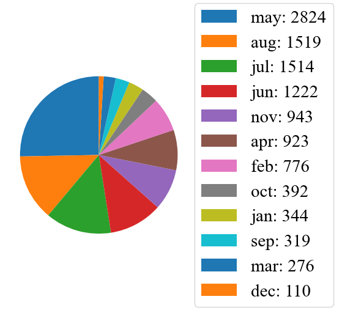 may: 2824
aug: 1519
jul: 1514
jun: 1222
nov: 943
apr: 923
feb: 776
oct: 392
jan: 344
sep: 319
mar: 276
dec: 110